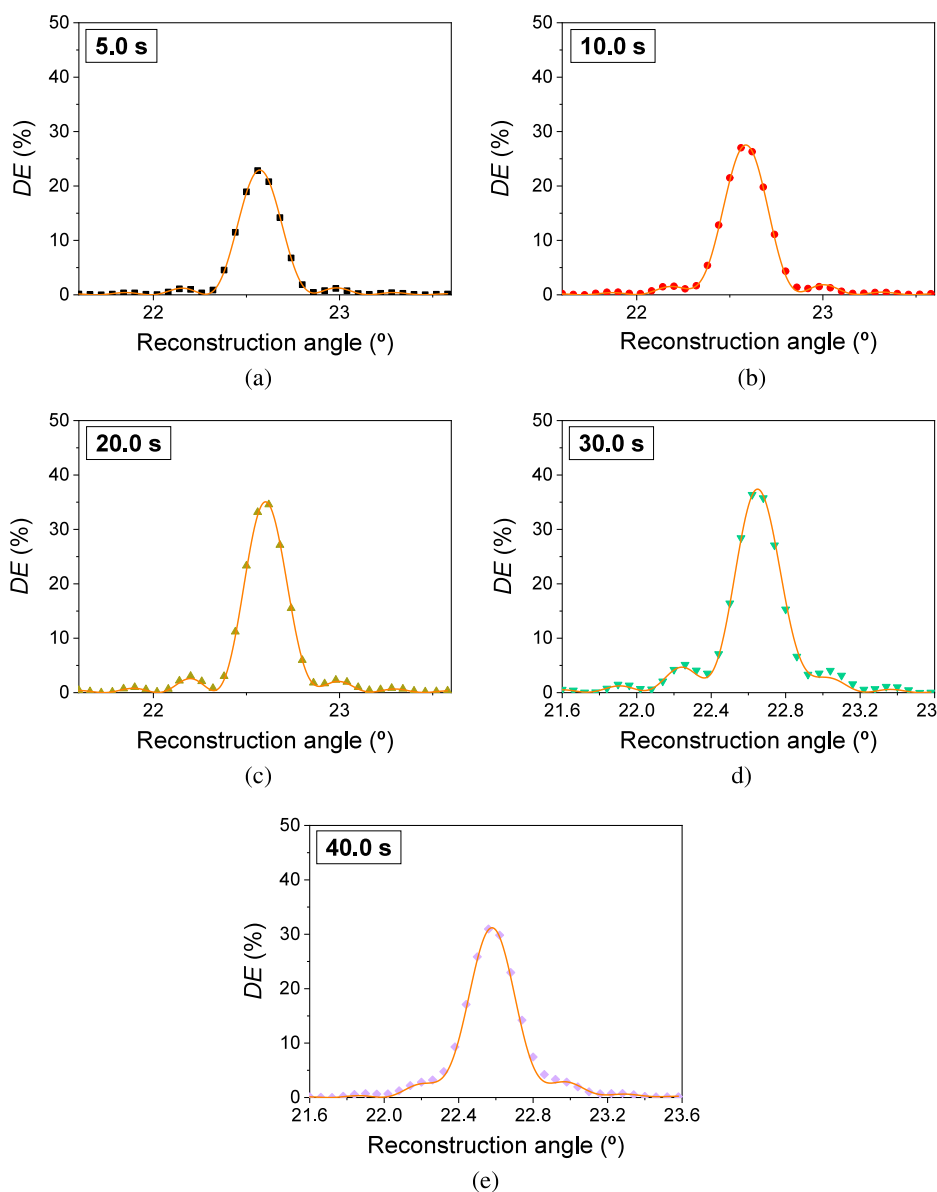 5.0 s
50
40
30
20
10
0
DE (%)
22
23
Reconstruction angle (º)
(a)
10.0 s
50
40
30
20
10
0
DE (%)
22
23
Reconstruction angle (º)
(b)
20.0 s
50
40
30
20
10
0
DE (%)
22
23
Reconstruction angle (º)
(c)
30.0 s
50
40
30
20
10
0
DE (%)
21.6 22.0 22.4 22.8 23.2 23
Reconstruction angle (º)
d)
40.0 s
50
40
30
20
10
0
DE (%)
21.6 22.0 22.4 22.8 23.2 23.6
Reconstruction angle (º)
(e)